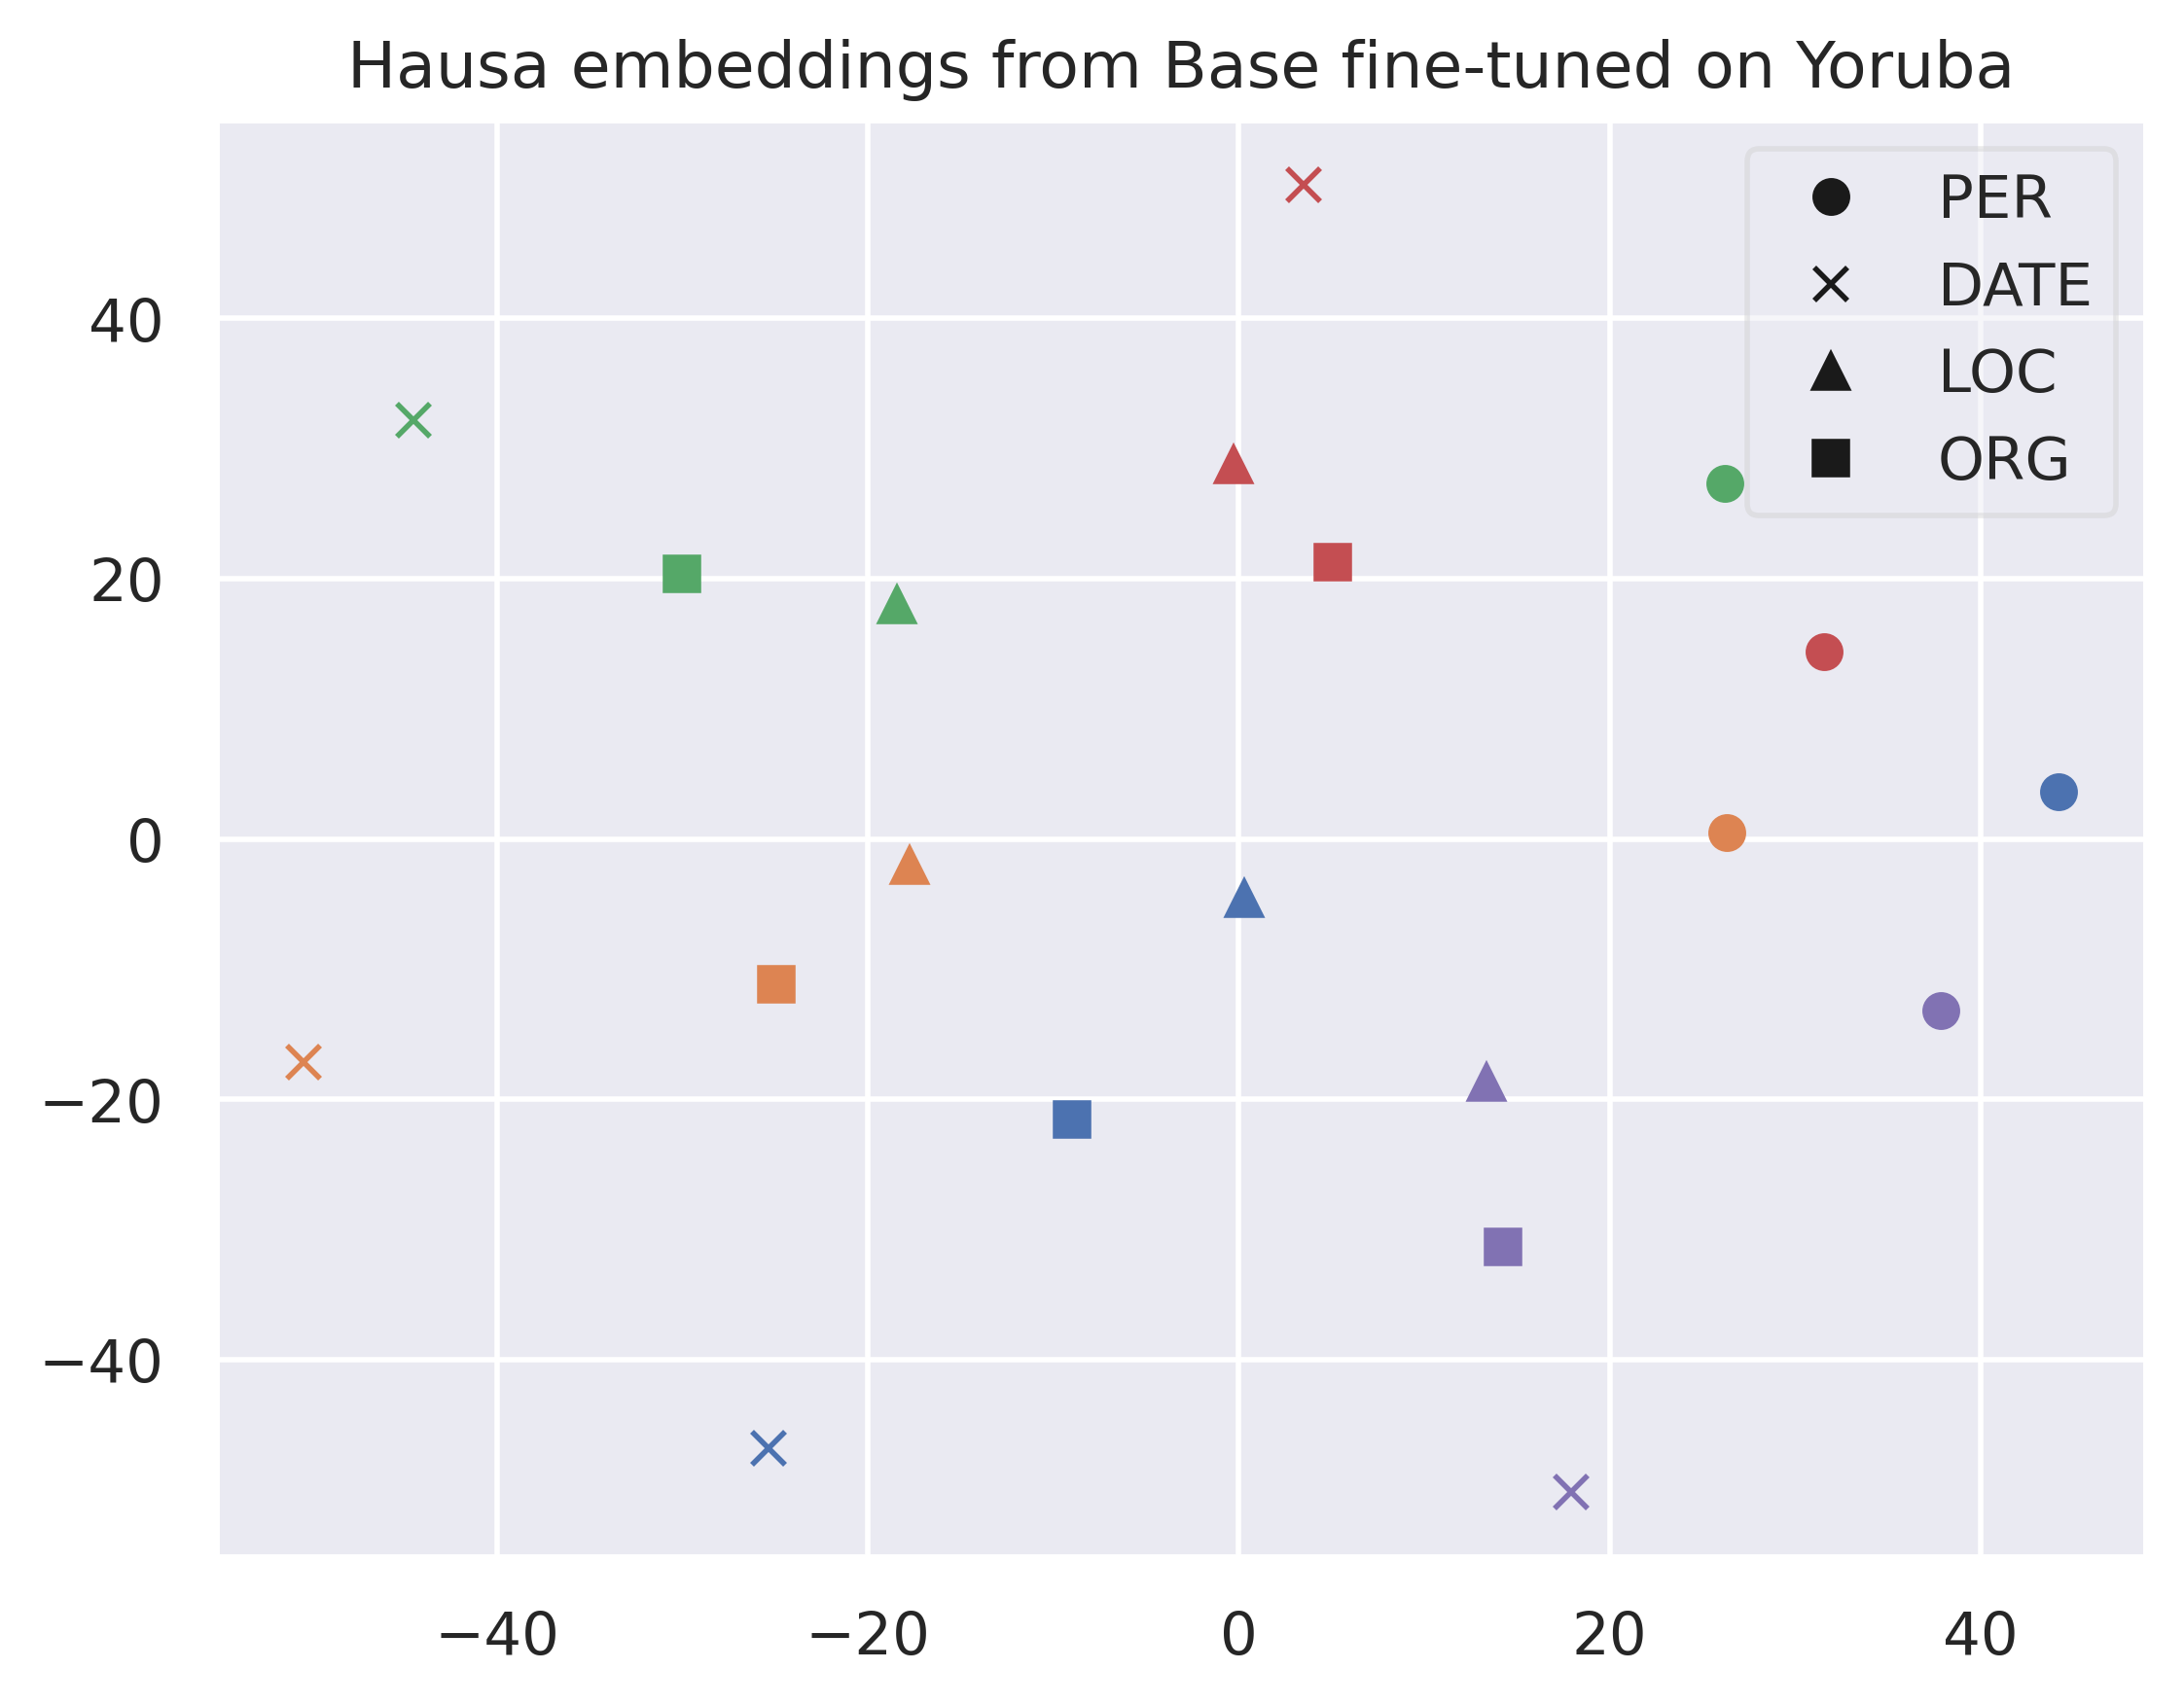 Hausa embeddings from Base fine-tuned on Yoruba
PER
DATE
LOC
ORG
40
20
0
−20
−40
−40 −20 0 20 40